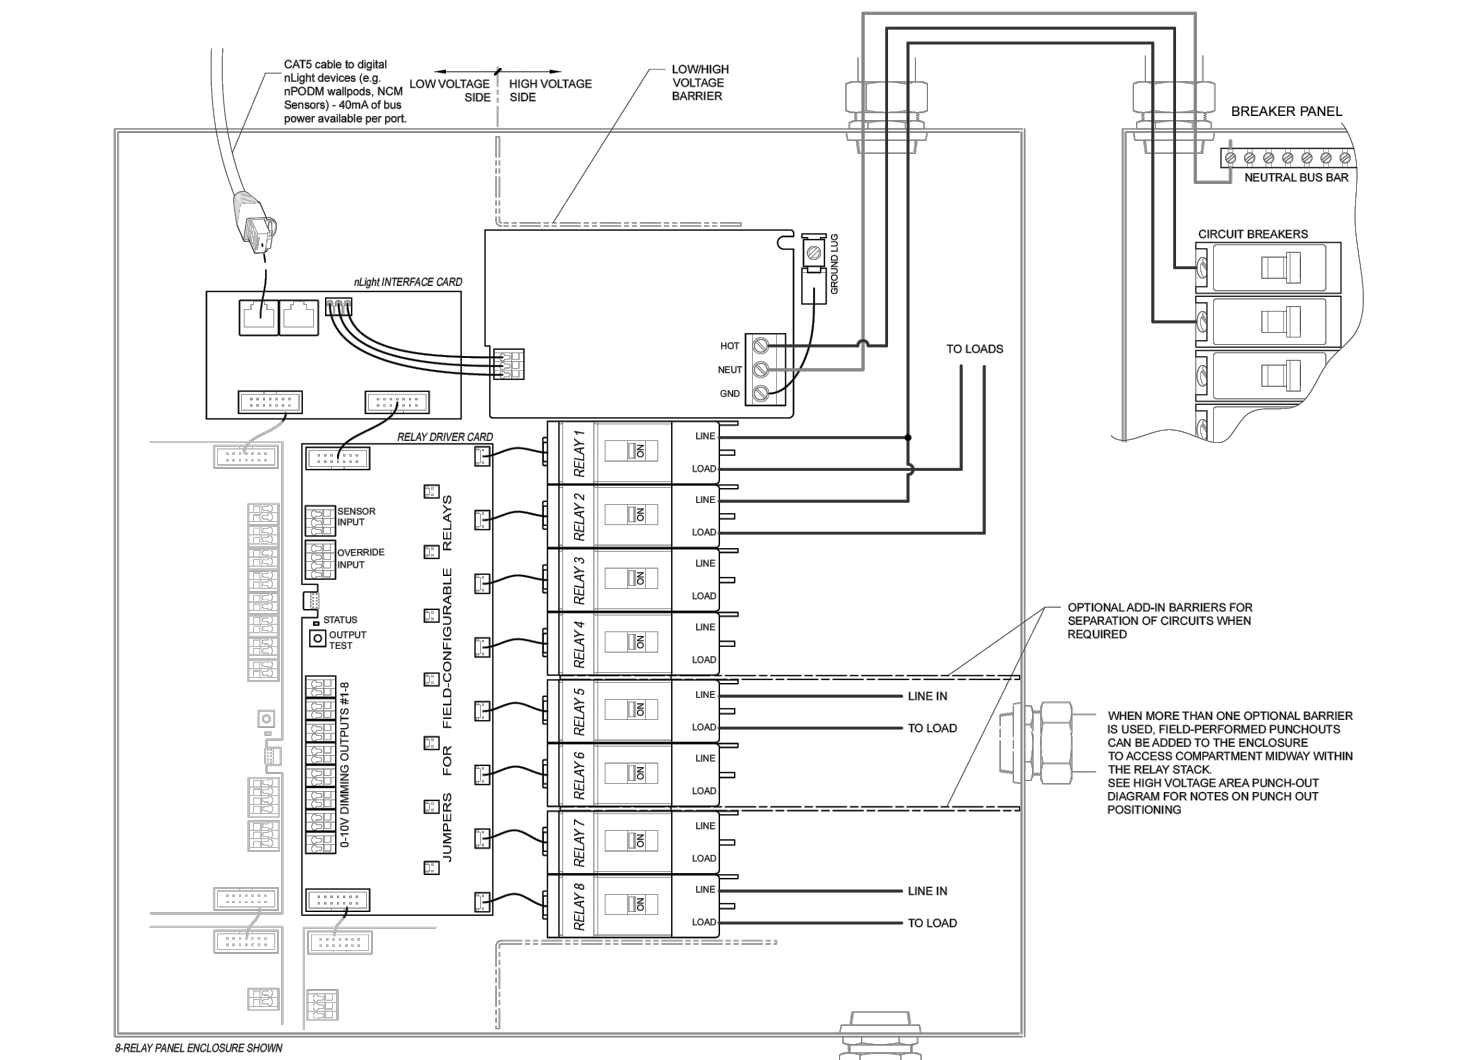 CAT5 cable to digital
nLight devices (e.g.
nPODM wallpods, NCM
Sensors) - 40mA of bus
power available per port.
LOW VOLTAGE
SIDE
HIGH VOLTAGE
SIDE
LOW/HIGH
VOLTAGE
BARRIER
BREAKER PANEL
NEUTRAL BUS BAR
CIRCUIT BREAKERS
GROUND LUG
nLight INTERFACE CARD
HOT
NEUT
GND
TO LOADS
RELAY DRIVER CARD
SENSOR
INPUT
OVERRIDE
INPUT
STATUS
OUTPUT
TEST
0-10V DIMMING OUTPUTS #1-8
JUMPERS FOR FIELD-CONFIGURABLE RELAYS
RELAY 1
ON
LINE
LOAD
RELAY 2
ON
LINE
LOAD
RELAY 3
ON
LINE
LOAD
RELAY 4
ON
LINE
LOAD
OPTIONAL ADD-IN BARRIERS FOR
SEPARATION OF CIRCUITS WHEN
REQUIRED
RELAY 5
ON
LINE
LOAD
LINE IN
TO LOAD
WHEN MORE THAN ONE OPTIONAL BARRIER
IS USED, FIELD-PERFORMED PUNCHOUTS
CAN BE ADDED TO THE ENCLOSURE
TO ACCESS COMPARTMENT MIDWAY WITHIN
THE RELAY STACK.
SEE HIGH VOLTAGE AREA PUNCH-OUT
DIAGRAM FOR NOTES ON PUNCH OUT
POSITIONING
RELAY 6
ON
LINE
LOAD
RELAY 7
ON
LINE
LOAD
RELAY 8
ON
LINE
LOAD
LINE IN
TO LOAD
8-RELAY PANEL ENCLOSURE SHOWN